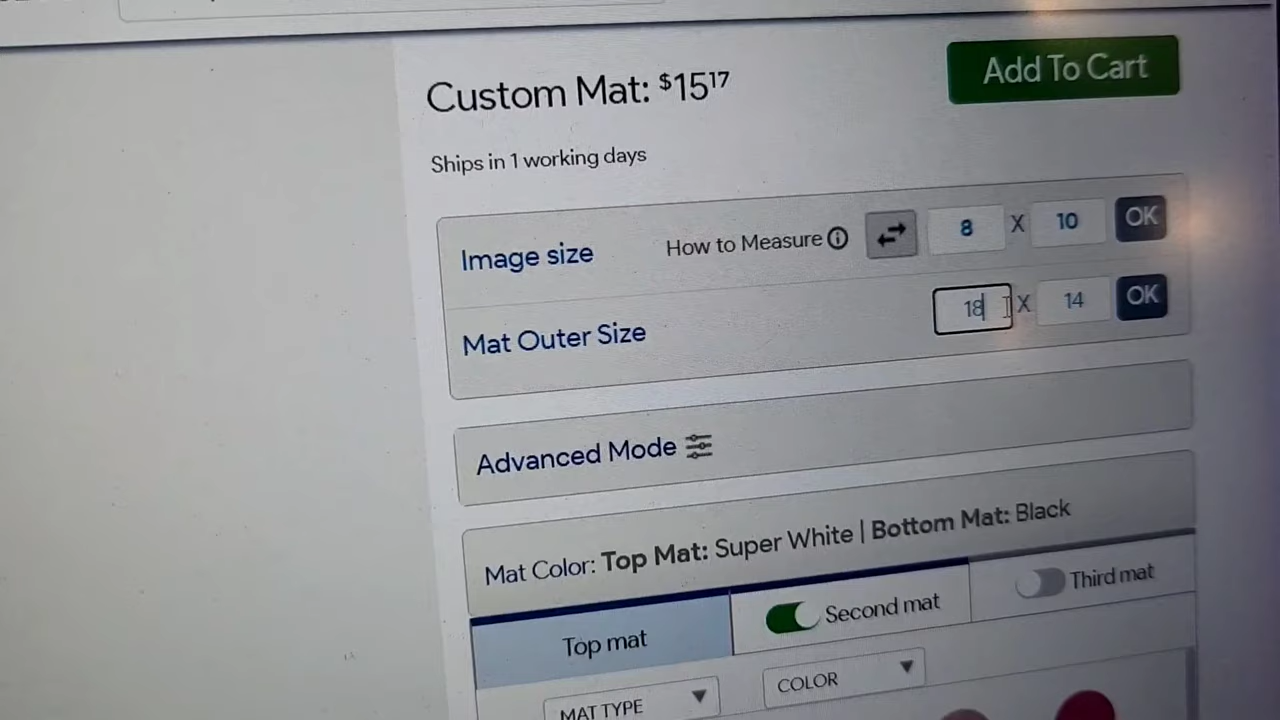 Custom Mat: $15¹⁷
Add To Cart
Ships in 1 working days
Image size How to Measure 8 X 10 OK
Mat Outer Size 18 X 14 OK
Advanced Mode
Mat Color: Top Mat: Super White | Bottom Mat: Black
Top mat Second mat Third mat
MAT TYPE COLOR